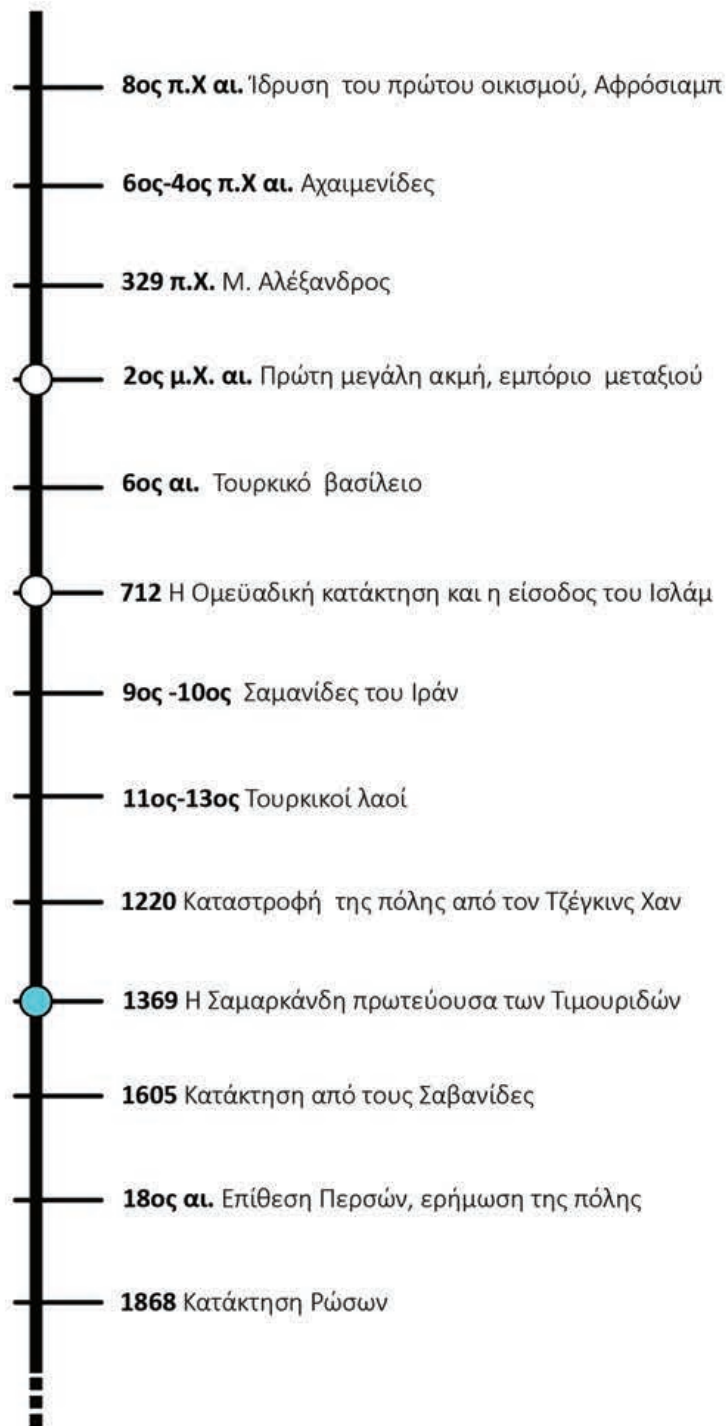 8ος π.Χ αι. Ίδρυση του πρώτου οικισμού, Αφρόσιαμπ
6ος-4ος π.Χ αι. Αχαιμενίδες
329 π.Χ. Μ. Αλέξανδρος
2ος μ.Χ. αι. Πρώτη μεγάλη ακμή, εμπόριο μεταξιού
6ος αι. Τουρκικό βασίλειο
712 Η Ομεϋαδική κατάκτηση και η είσοδος του Ισλάμ
9ος -10ος Σαμανίδες του Ιράν
11ος-13ος Τουρκικοί λαοί
1220 Καταστροφή της πόλης από τον Τζέγκινς Χαν
1369 Η Σαμαρκάνδη πρωτεύουσα των Τιμουριδών
1605 Κατάκτηση από τους Σαβανίδες
18ος αι. Επίθεση Περσών, ερήμωση της πόλης
1868 Κατάκτηση Ρώσων